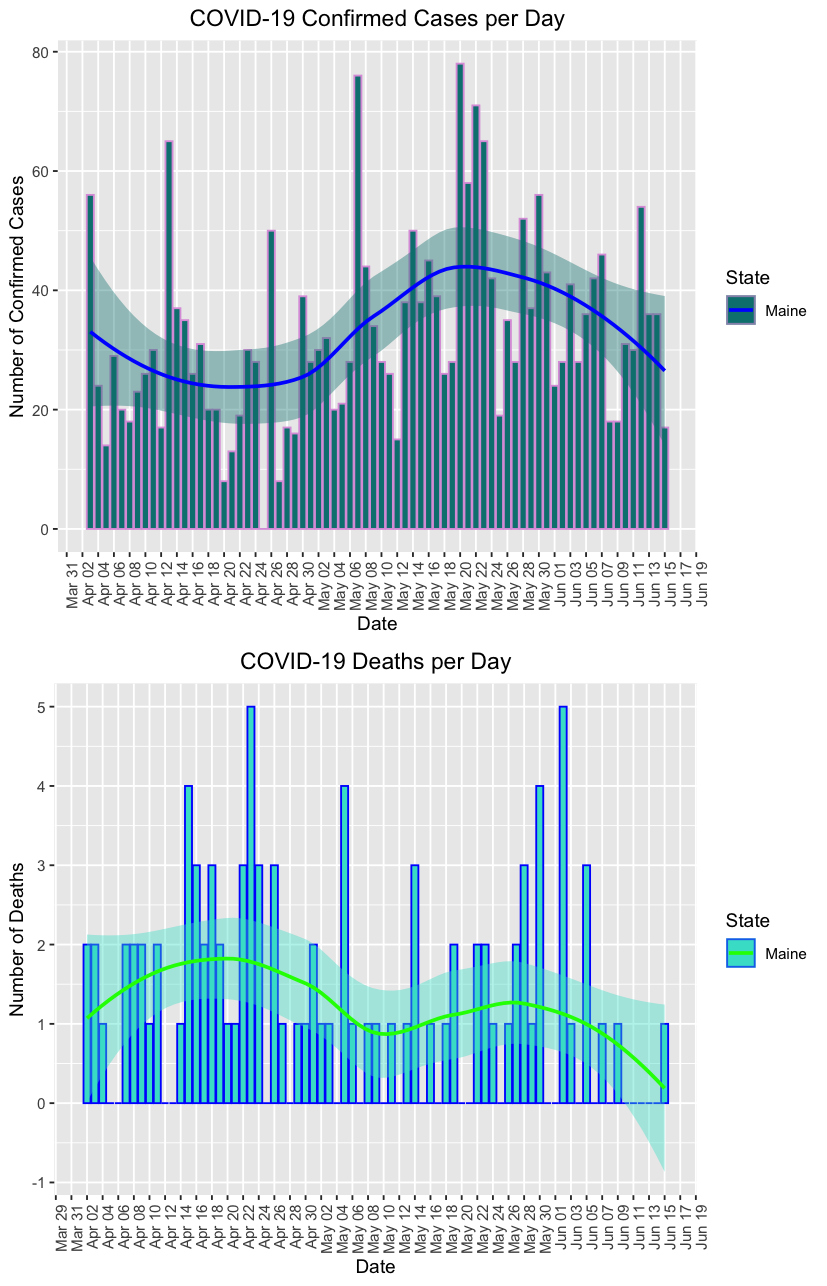 COVID-19 Confirmed Cases per Day
80
60
40
20
0
Number of Confirmed Cases
Mar 31
Apr 02
Apr 04
Apr 06
Apr 08
Apr 10
Apr 12
Apr 14
Apr 16
Apr 18
Apr 20
Apr 22
Apr 24
Apr 26
Apr 28
Apr 30
May 02
May 04
May 06
May 08
May 10
May 12
May 14
May 16
May 18
May 20
May 22
May 24
May 26
May 28
May 30
Jun 01
Jun 03
Jun 05
Jun 07
Jun 09
Jun 11
Jun 13
Jun 15
Jun 17
Jun 19
Date
State
Maine
COVID-19 Deaths per Day
5
4
3
2
1
0
-1
Number of Deaths
Mar 29
Mar 31
Apr 02
Apr 04
Apr 06
Apr 08
Apr 10
Apr 12
Apr 14
Apr 16
Apr 18
Apr 20
Apr 22
Apr 24
Apr 26
Apr 28
Apr 30
May 02
May 04
May 06
May 08
May 10
May 12
May 14
May 16
May 18
May 20
May 22
May 24
May 26
May 28
May 30
Jun 01
Jun 03
Jun 05
Jun 07
Jun 09
Jun 11
Jun 13
Jun 15
Jun 17
Jun 19
Date
State
Maine